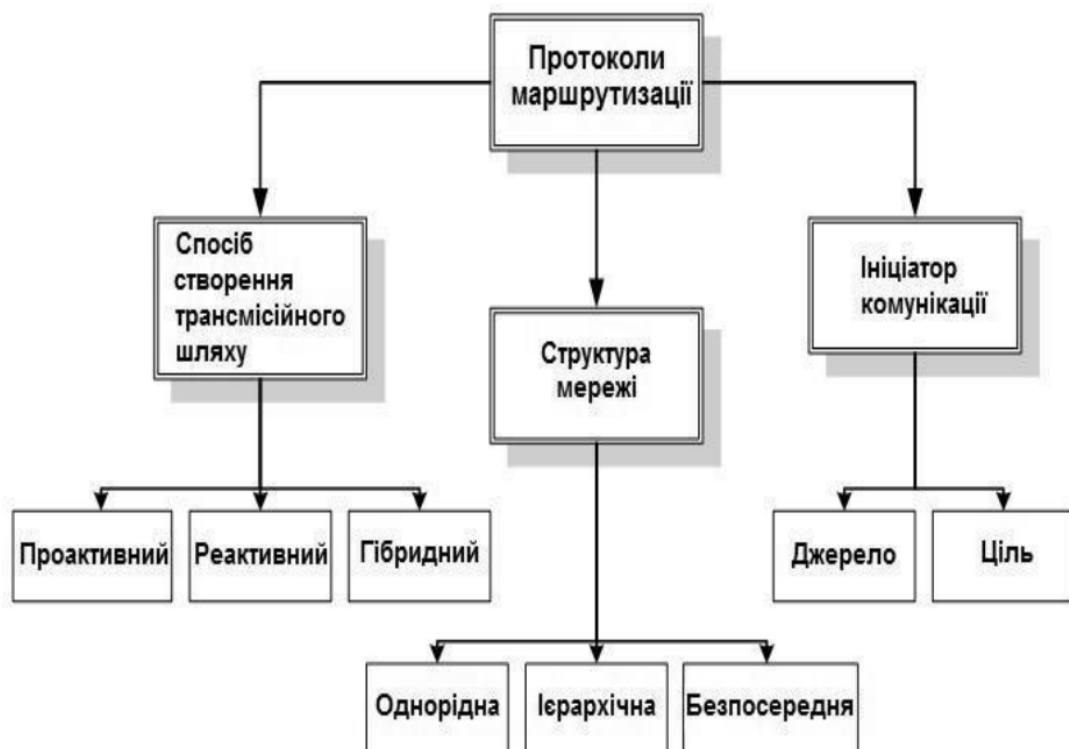 Протоколи
маршрутизації
Спосіб
створення
трансмісійного
шляху
Структура
мережі
Ініціатор
комунікації
Проактивний
Реактивний
Гібридний
Джерело
Ціль
Однорідна
Ієрархічна
Безпосередня